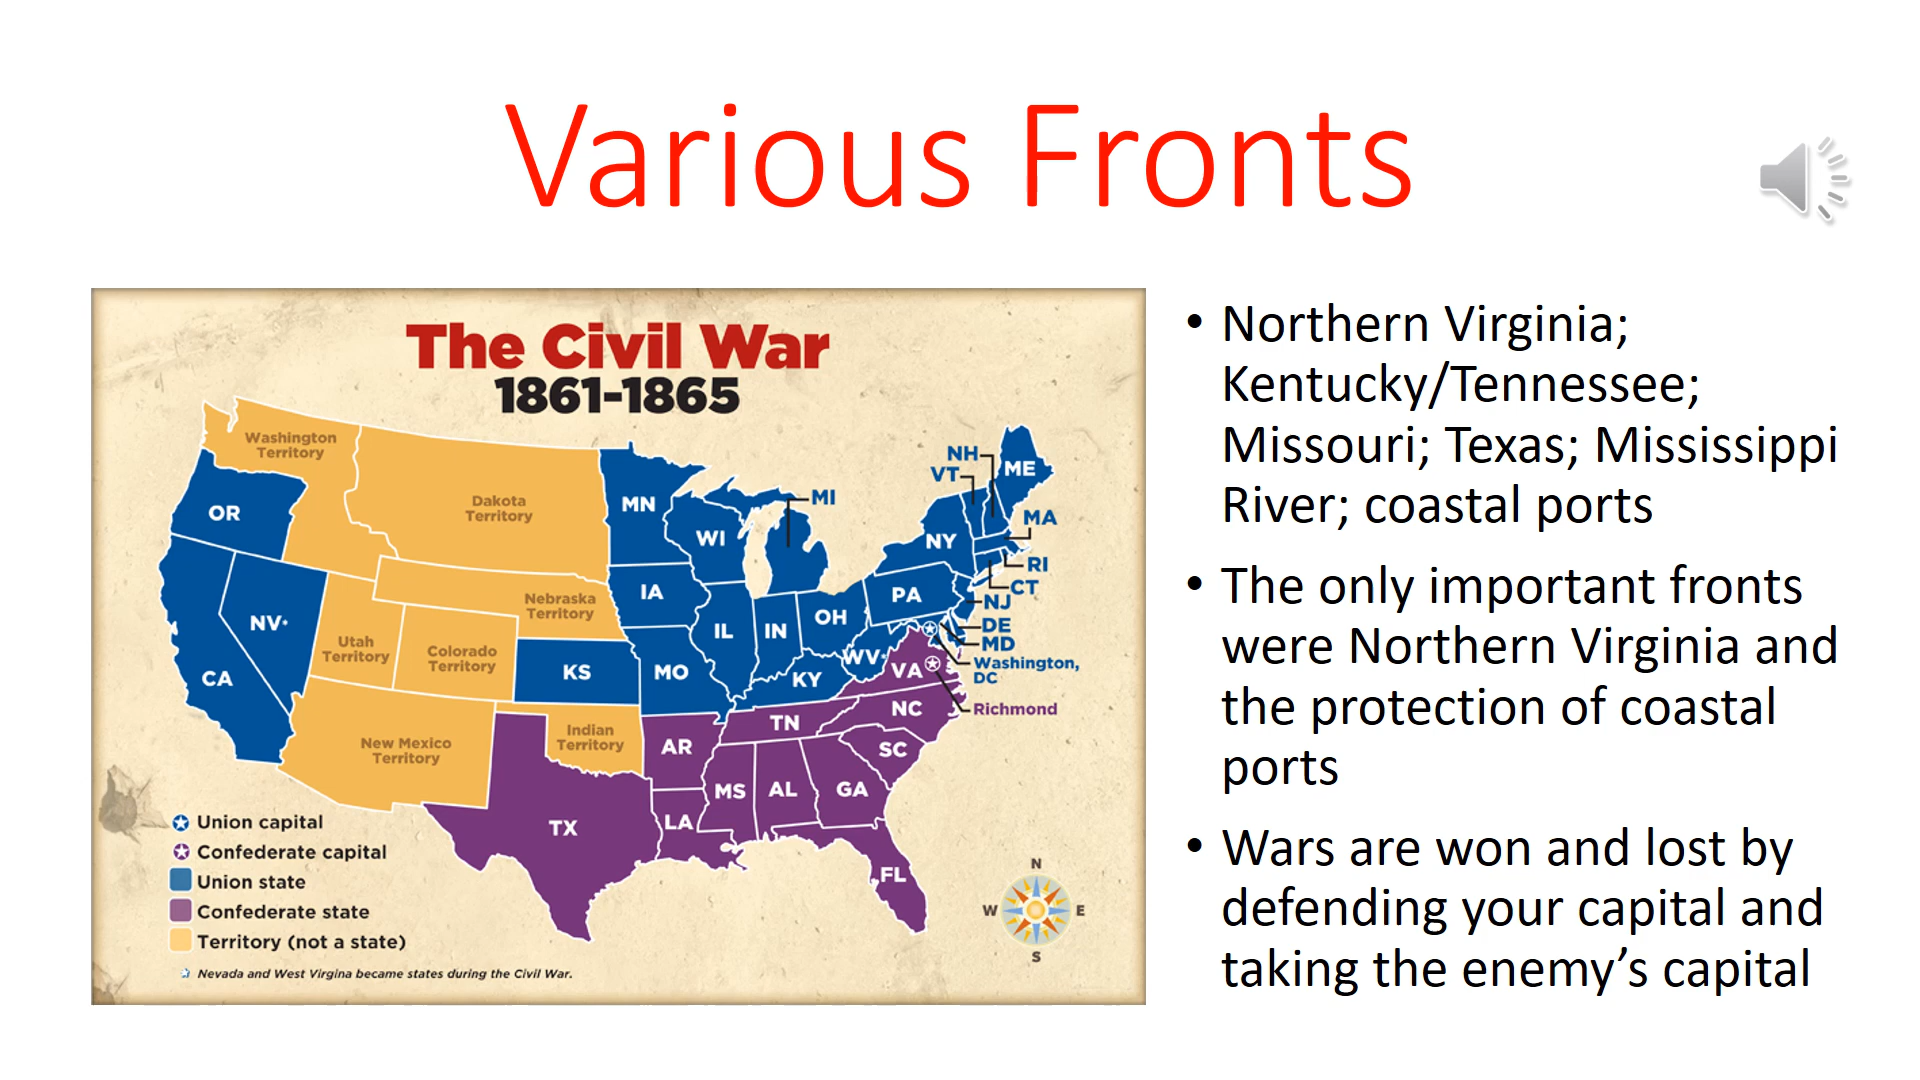 Various Fronts
The Civil War
1861-1865
Washington
Territory
Dakota
Territory
OR
MN
WI
MI
NH
VT
ME
MA
NY
RI
CT
NJ
PA
DE
MD
Washington,
DC
Richmond
IA
Nebraska
Territory
NV
Utah
Territory
Colorado
Territory
CA
KS
MO
IL
IN
OH
WV
VA
KY
NC
TN
SC
New Mexico
Territory
Indian
Territory
AR
MS
AL
GA
TX
LA
FL
Union capital
Confederate capital
Union state
Confederate state
Territory (not a state)
Nevada and West Virgina became states during the Civil War.
N
W
E
S
• Northern Virginia;
Kentucky/Tennessee;
Missouri; Texas; Mississippi
River; coastal ports
• The only important fronts
were Northern Virginia and
the protection of coastal
ports
• Wars are won and lost by
defending your capital and
taking the enemy’s capital